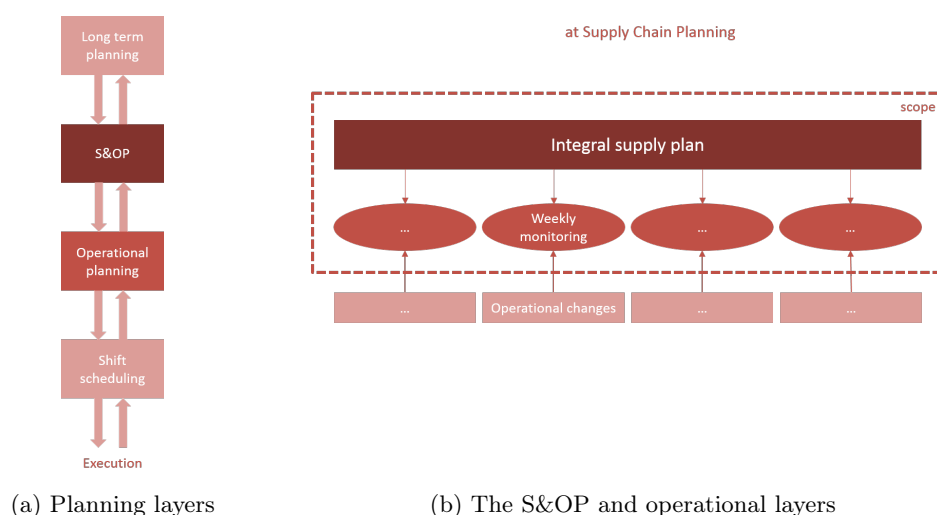 Long term
planning
S&OP
Operational
planning
Shift
scheduling
Execution
(a) Planning layers
at Supply Chain Planning
scope
Integral supply plan
...
Weekly
monitoring
...
...
...
Operational changes
...
...
(b) The S&OP and operational layers